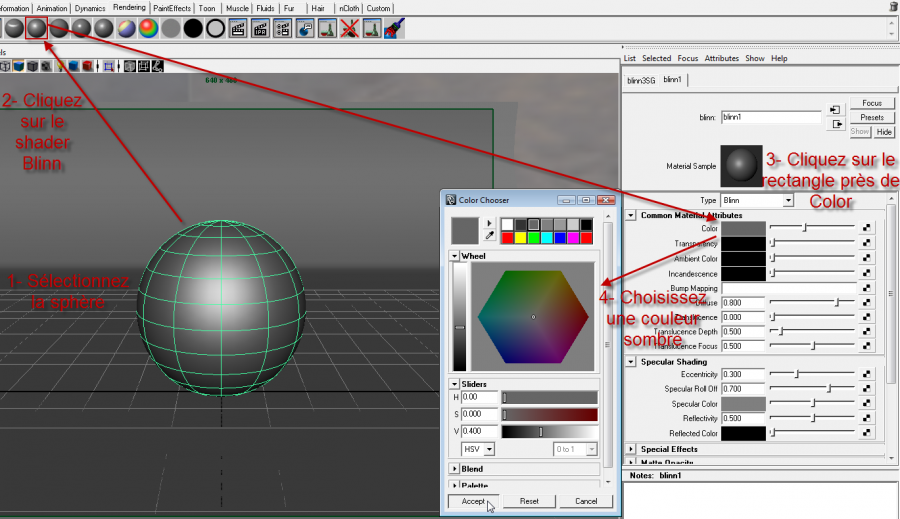 formation | Animation | Dynamics | Rendering | PaintEffects | Toon | Muscle | Fluids | Fur | Hair | nCloth | Custom
els
640 x 480
2- Cliquez
sur le
shader
Blinn
1- Sélectionnez
la sphère
List Selected Focus Attributes Show Help
blinn3SG blinn1
Focus
blinn: blinn1
Presets
Show Hide
Material Sample
3- Cliquez sur le
rectangle près de
Color
Type Blinn
Common Material Attributes
Color
Transparency
Ambient Color
Incandescence
Bump Mapping
Diffuse 0.800
Translucence 0.000
Translucence Depth 0.500
Translucence Focus 0.500
4- Choisissez
une couleur
sombre
Specular Shading
Eccentricity 0.300
Specular Roll Off 0.700
Specular Color
Reflectivity 0.500
Reflected Color
Special Effects
Matte Opacity
Notes: blinn1
Color Chooser
Wheel
Sliders
H 0.00
S 0.000
V 0.400
HSV 0 to 1
Blend
Palette
Accept Reset Cancel